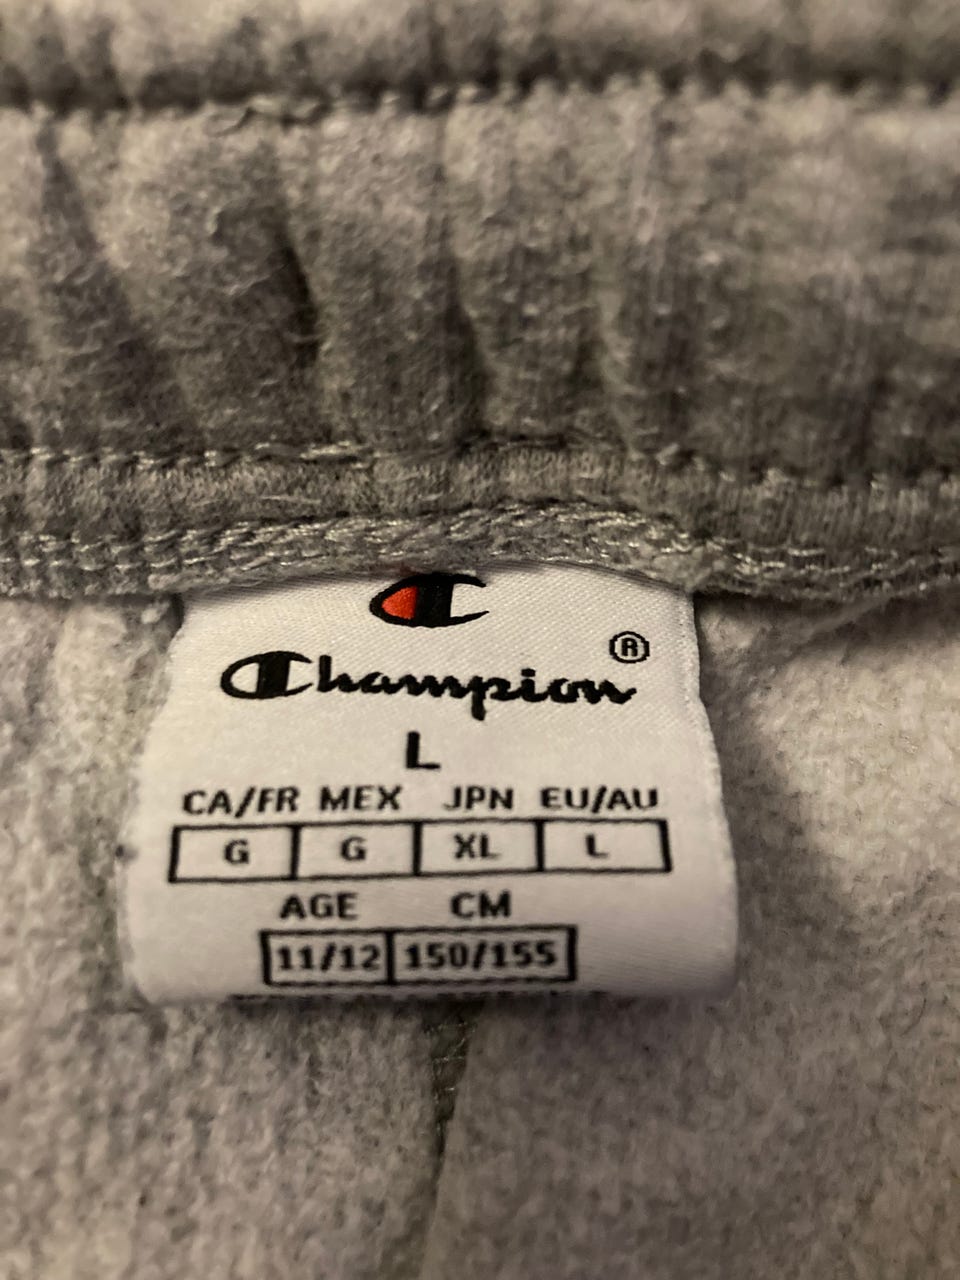 Champion®
L
CA/FR MEX JPN EU/AU
G G XL L
AGE CM
11/12 150/155